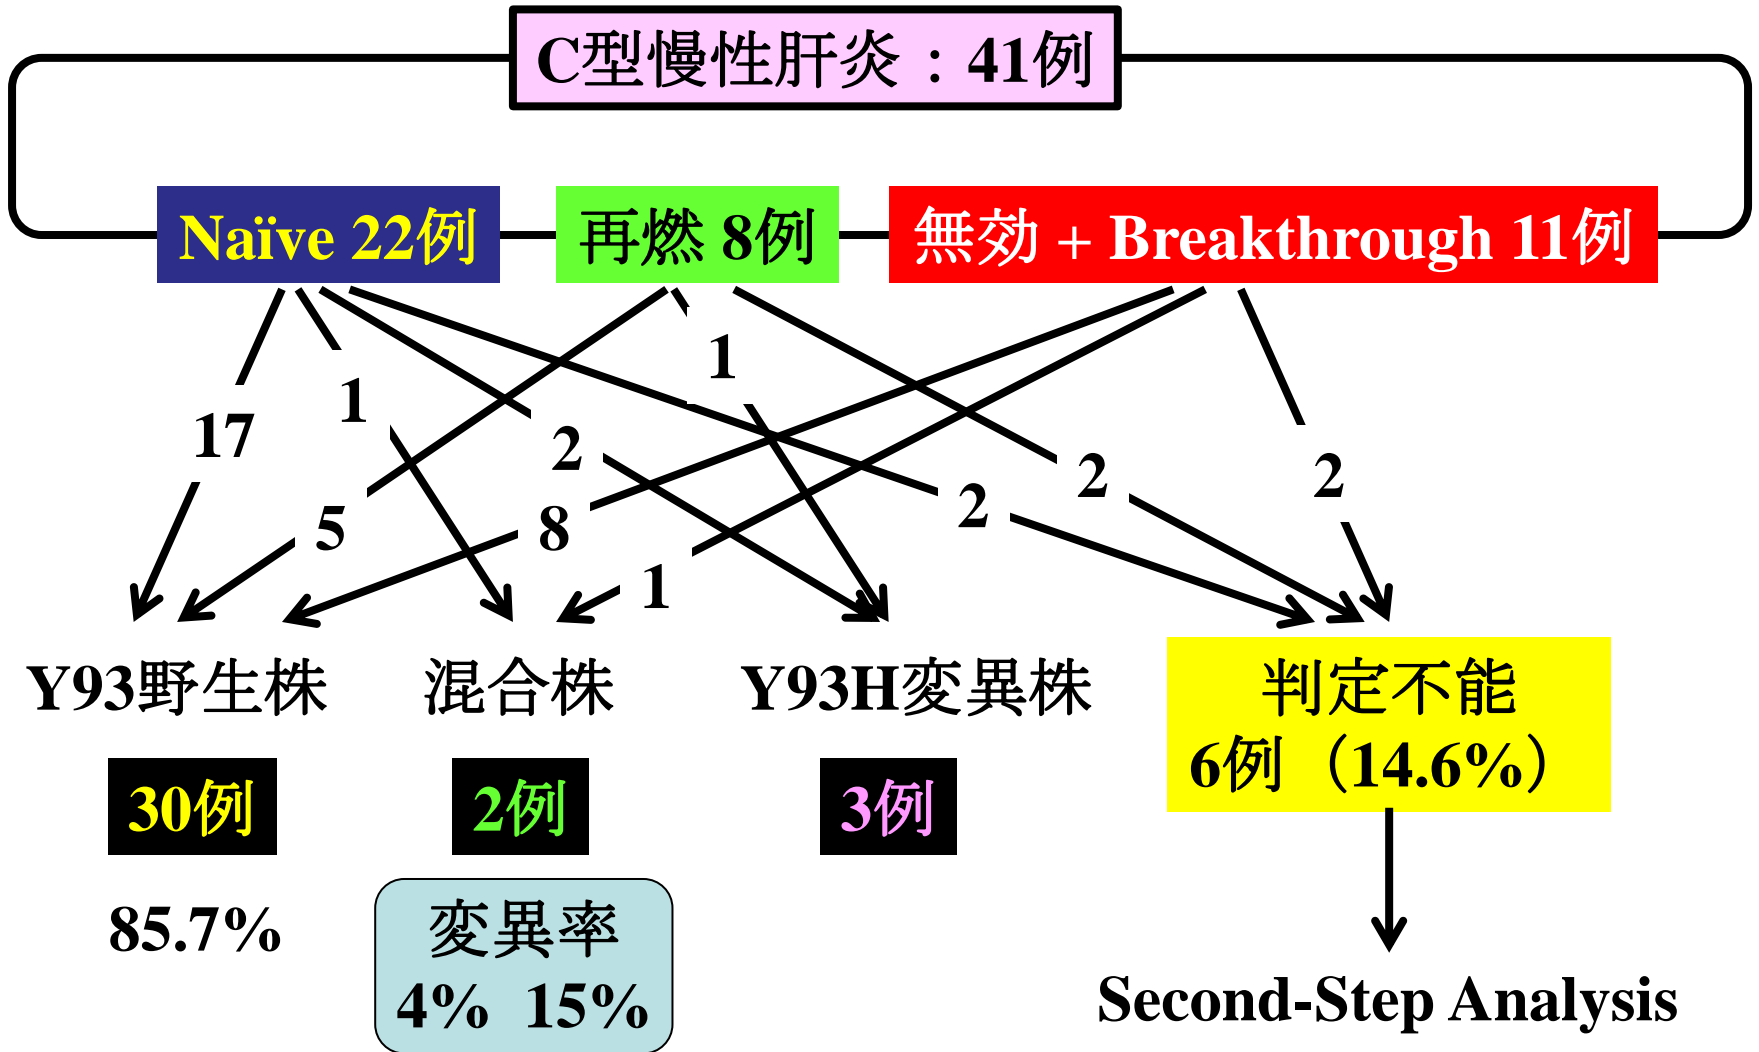 C型慢性肝炎：41例
Naïve 22例
再燃 8例
無効 + Breakthrough 11例
1
1
17
2
2
2
2
5
8
1
Y93野生株
混合株
Y93H変異株
判定不能
6例（14.6%）
30例
2例
3例
85.7%
変異率
4% 15%
Second-Step Analysis